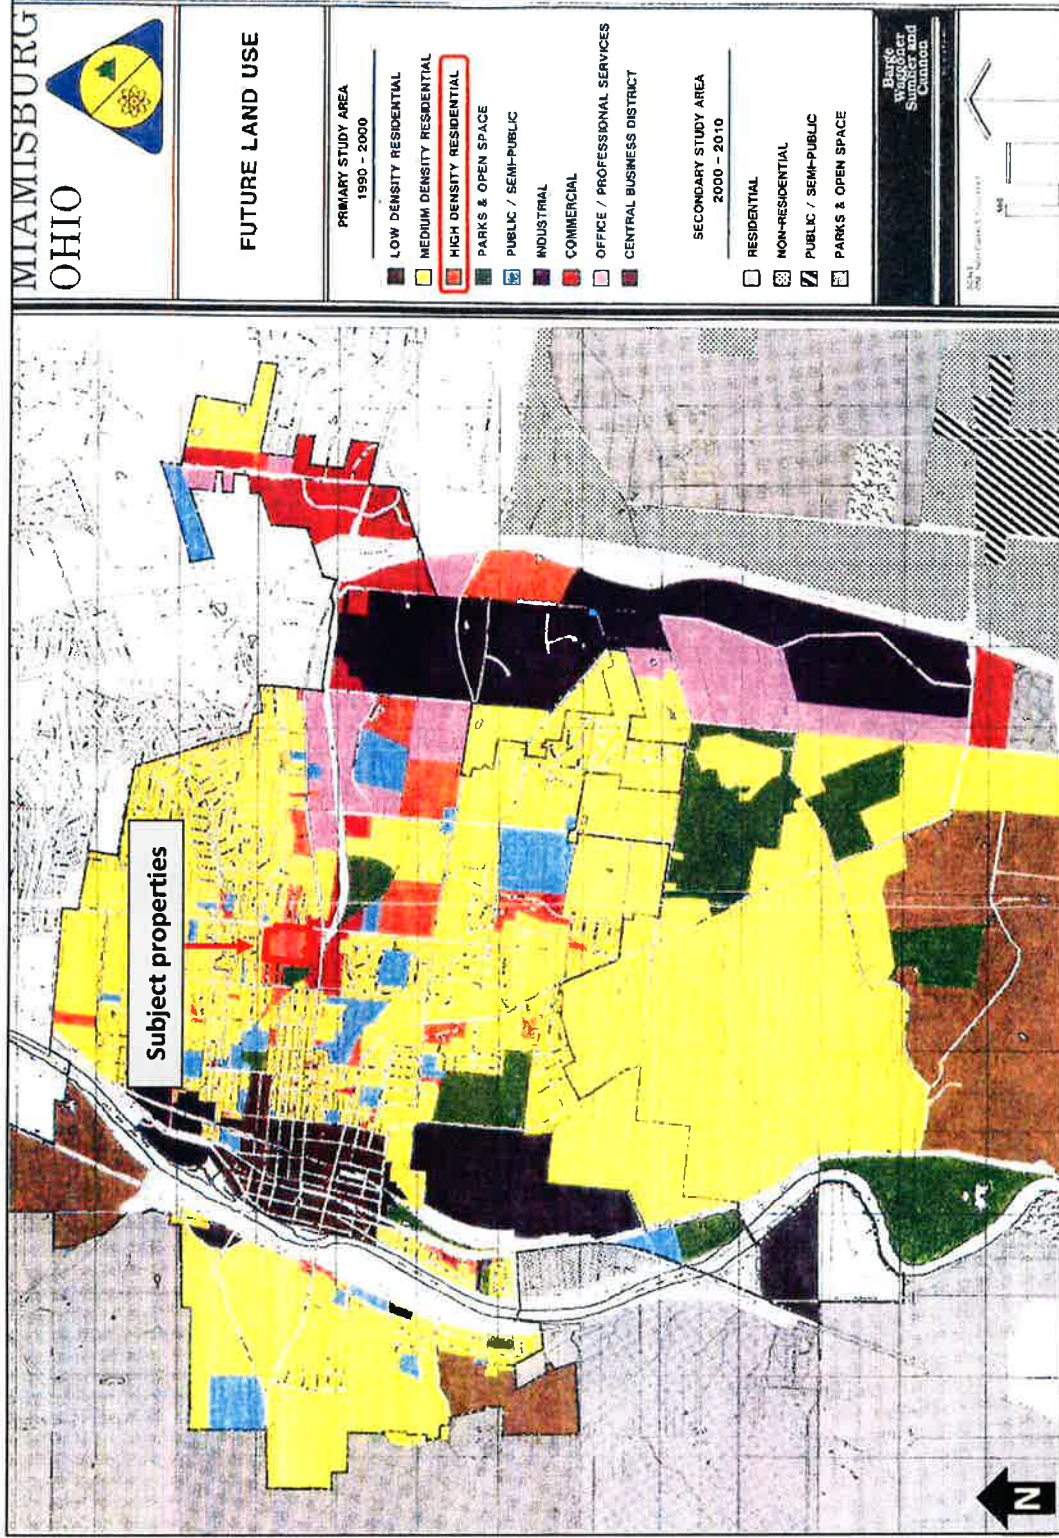 MIAMISBURG
OHIO
FUTURE LAND USE
PRIMARY STUDY AREA
1990 - 2000
LOW DENSITY RESIDENTIAL
MEDIUM DENSITY RESIDENTIAL
HIGH DENSITY RESIDENTIAL
PARKS & OPEN SPACE
PUBLIC / SEMI-PUBLIC
INDUSTRIAL
COMMERCIAL
OFFICE / PROFESSIONAL SERVICES
CENTRAL BUSINESS DISTRICT
SECONDARY STUDY AREA
2000 - 2010
RESIDENTIAL
NON-RESIDENTIAL
PUBLIC / SEMI-PUBLIC
PARKS & OPEN SPACE
Barge
Waggoner
Sumner and
Cannon
Subject properties
N